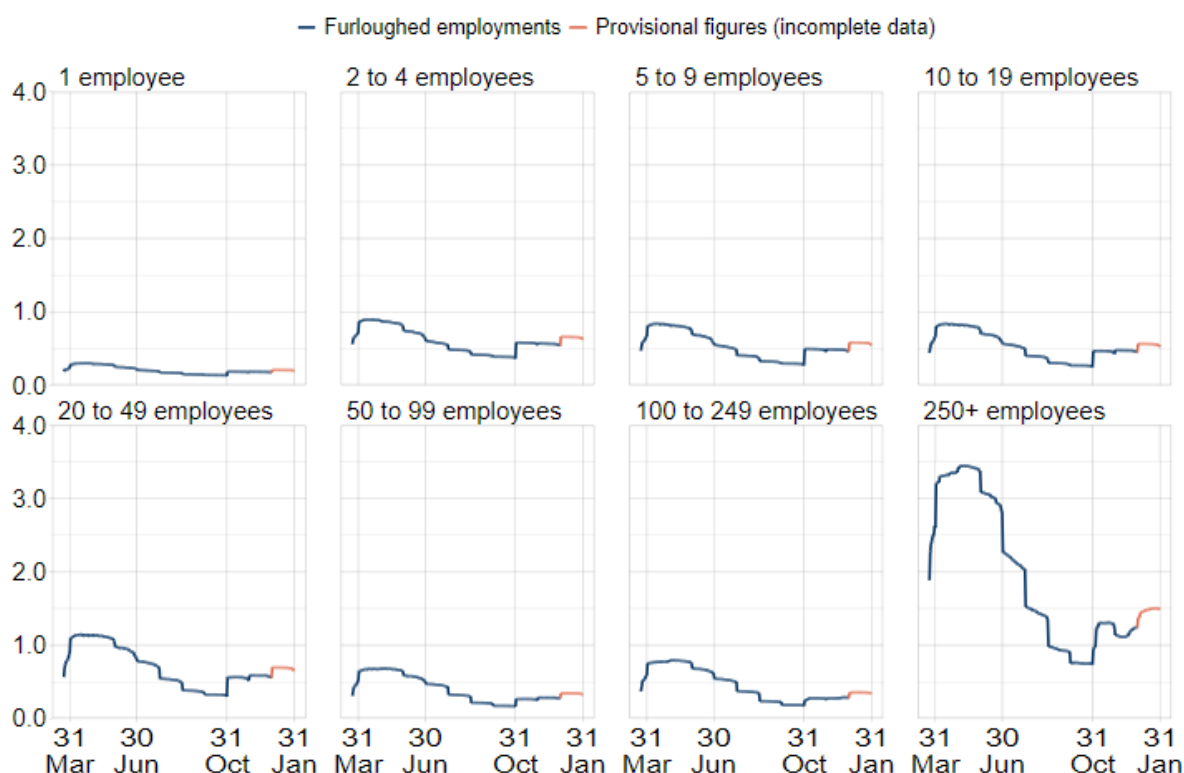 Furloughed employments Provisional figures (incomplete data)
1 employee 2 to 4 employees 5 to 9 employees 10 to 19 employees
4.0
3.0
2.0
1.0
0.0
20 to 49 employees 50 to 99 employees 100 to 249 employees 250+ employees
4.0
3.0
2.0
1.0
0.0
31 30 31 31 31 30 31 31 31 30 31 31 31 30 31 31
Mar Jun Oct Jan Mar Jun Oct Jan Mar Jun Oct Jan Mar Jun Oct Jan